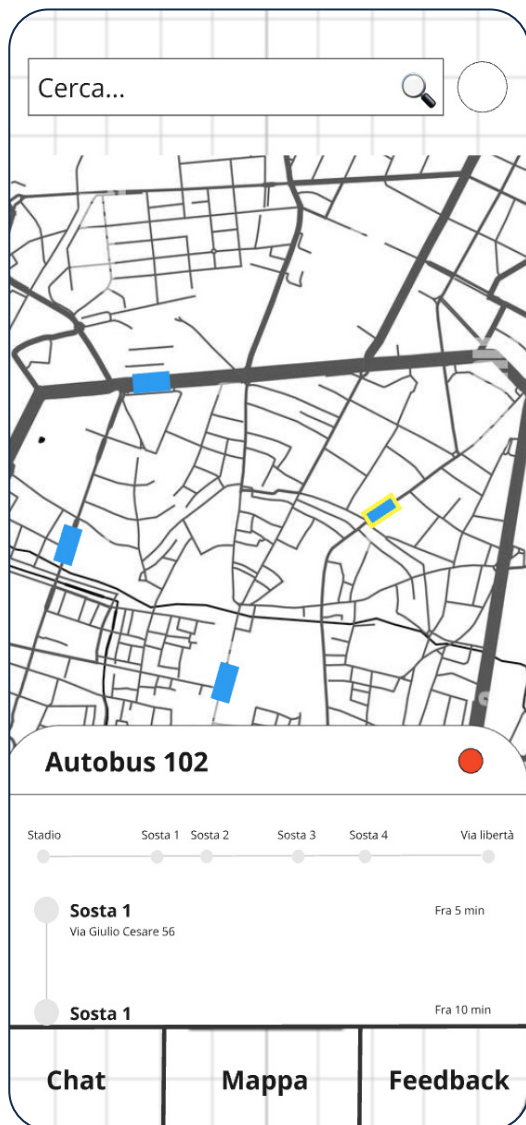 Cerca...
Autobus 102
Stadio Sosta 1 Sosta 2 Sosta 3 Sosta 4 Via libertà
Sosta 1 Fra 5 min
Via Giulio Cesare 56
Sosta 1 Fra 10 min
Chat Mappa Feedback